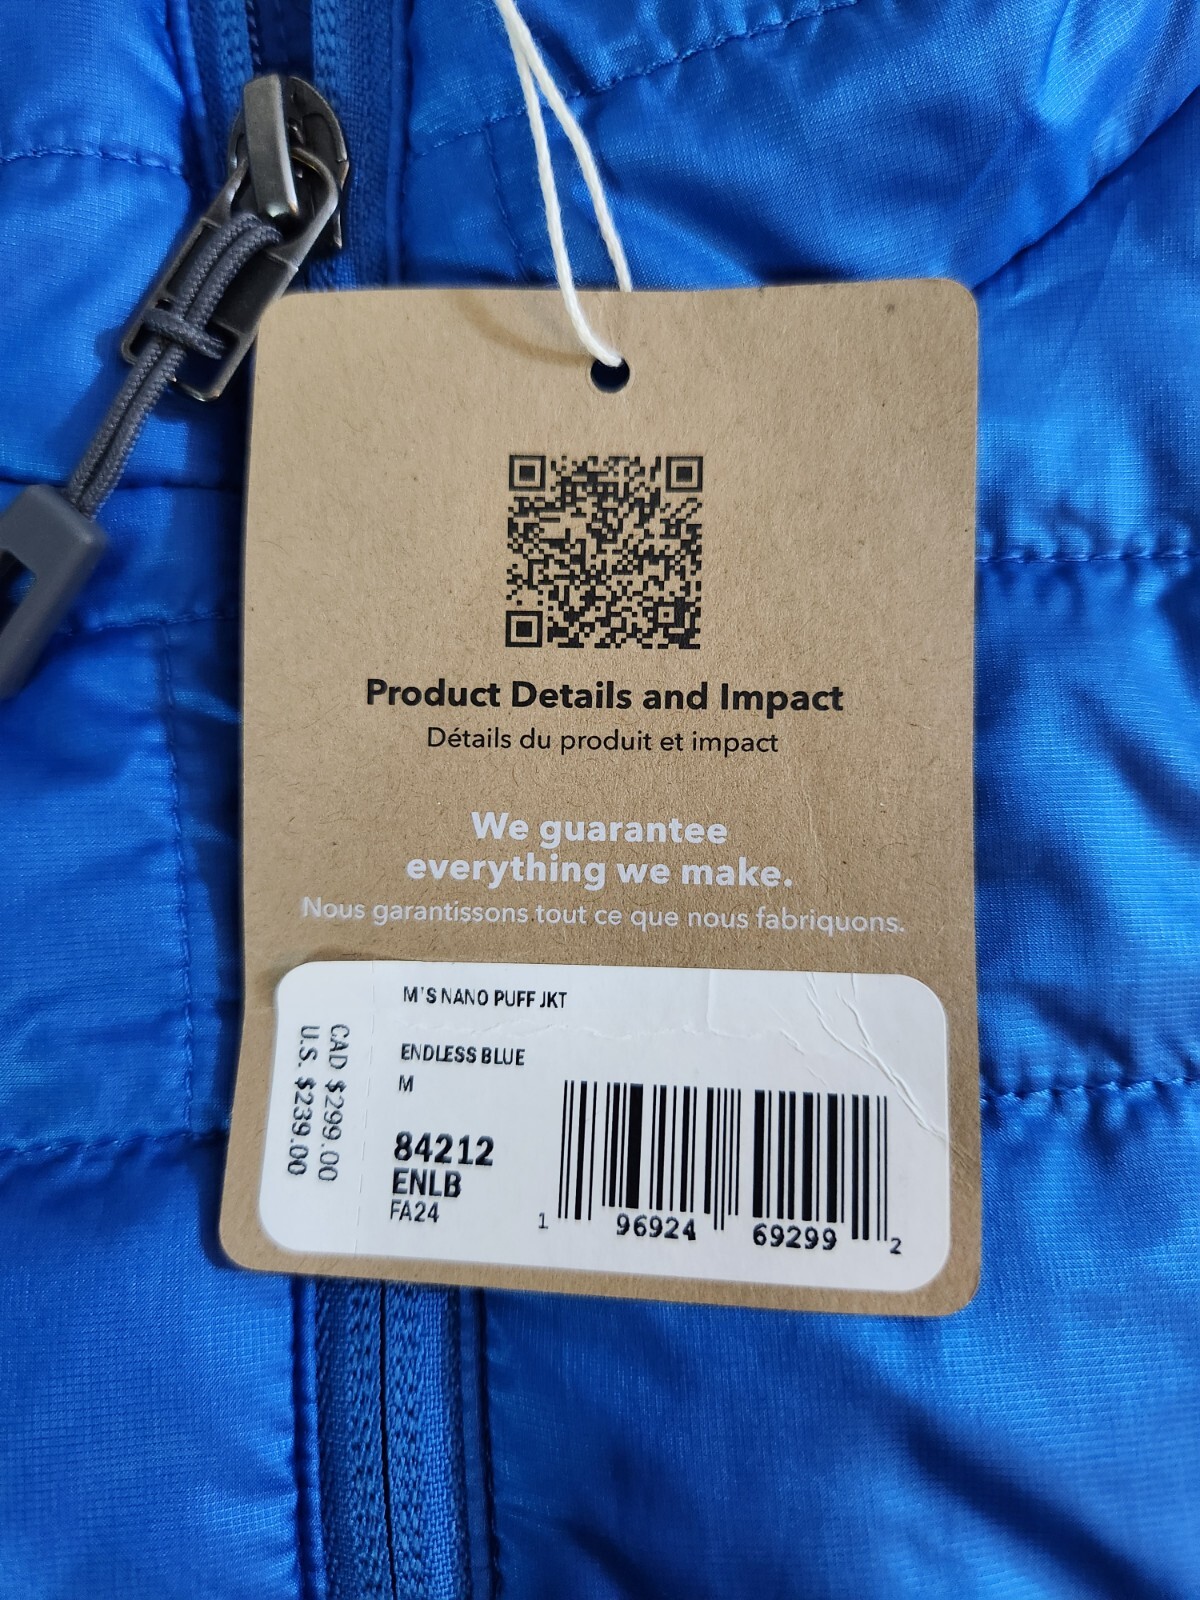 Product Details and Impact
Détails du produit et impact
We guarantee
everything we make.
Nous garantissons tout ce que nous fabriquons.
M'S NANO PUFF JKT
ENDLESS BLUE
M
84212
ENLB
FA24
CAD $299.00
U.S. $239.00
1 96924 69299 2